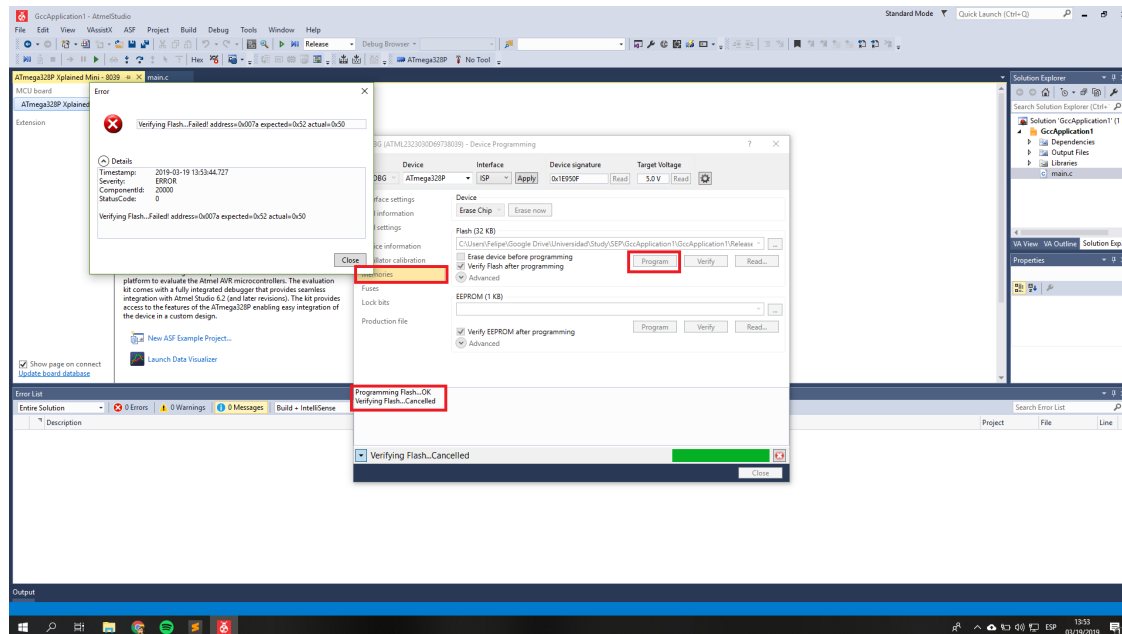 GccApplication1 - AtmelStudio
Standard Mode
Quick Launch (Ctrl+Q)
File Edit View VAssistX ASF Project Build Debug Tools Window Help
Release
Debug Browser
Hex
ATmega328P
No Tool
ATmega328P Xplained Mini - 8039
main.c
MCU board
ATmega328P Xplained
Extension
Error
Verifying Flash...Failed! address=0x007a expected=0x52 actual=0x50
Details
Timestamp: 2019-03-19 13:53:44.727
Severity: ERROR
ComponentId: 20000
StatusCode: 0
Verifying Flash...Failed! address=0x007a expected=0x52 actual=0x50
Close
platform to evaluate the Atmel AVR microcontrollers. The evaluation
kit comes with a fully integrated debugger that provides seamless
integration with Atmel Studio 6.2 (and later revisions). The kit provides
access to the features of the ATmega328P enabling easy integration of
the device in a custom design.
New ASF Example Project...
Launch Data Visualizer
Show page on connect
Update board database
(ATML2323030D69738039) - Device Programming
Device Interface Device signature Target Voltage
DBG ATmega328P ISP Apply 0x1E950F Read 5.0 V Read
settings
information
settings
information
calibration
Memories
Fuses
Lock bits
Production file
Device
Erase Chip
Erase now
Flash (32 KB)
C:\Users\Felipe\Google Drive\Universidad\Study\SEP\GccApplication1\GccApplication1\Release
Erase device before programming
Verify Flash after programming
Advanced
Program Verify Read...
EEPROM (1 KB)
Verify EEPROM after programming
Advanced
Program Verify Read...
Programming Flash...OK
Verifying Flash...Cancelled
Verifying Flash...Cancelled
Close
Solution Explorer
Search Solution Explorer (Ctrl+
Solution 'GccApplication1' (1
GccApplication1
Dependencies
Output Files
Libraries
main.c
VA View VA Outline Solution Exp
Properties
Error List
Entire Solution
0 Errors
0 Warnings
0 Messages
Build + IntelliSense
Search Error List
Description Project File Line
Output
ESP
13:53
03/19/2019